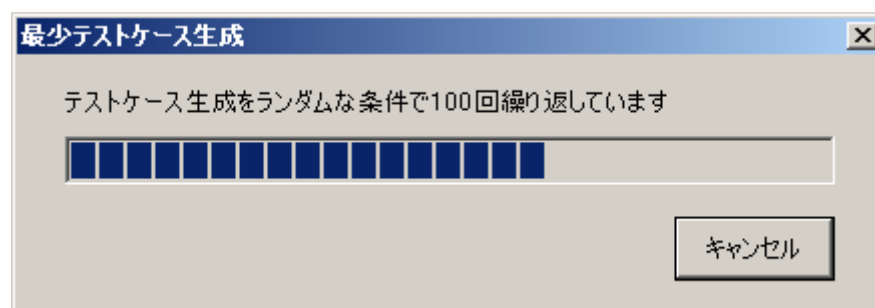 最少テストケース生成
テストケース生成をランダムな条件で100回繰り返しています
キャンセル